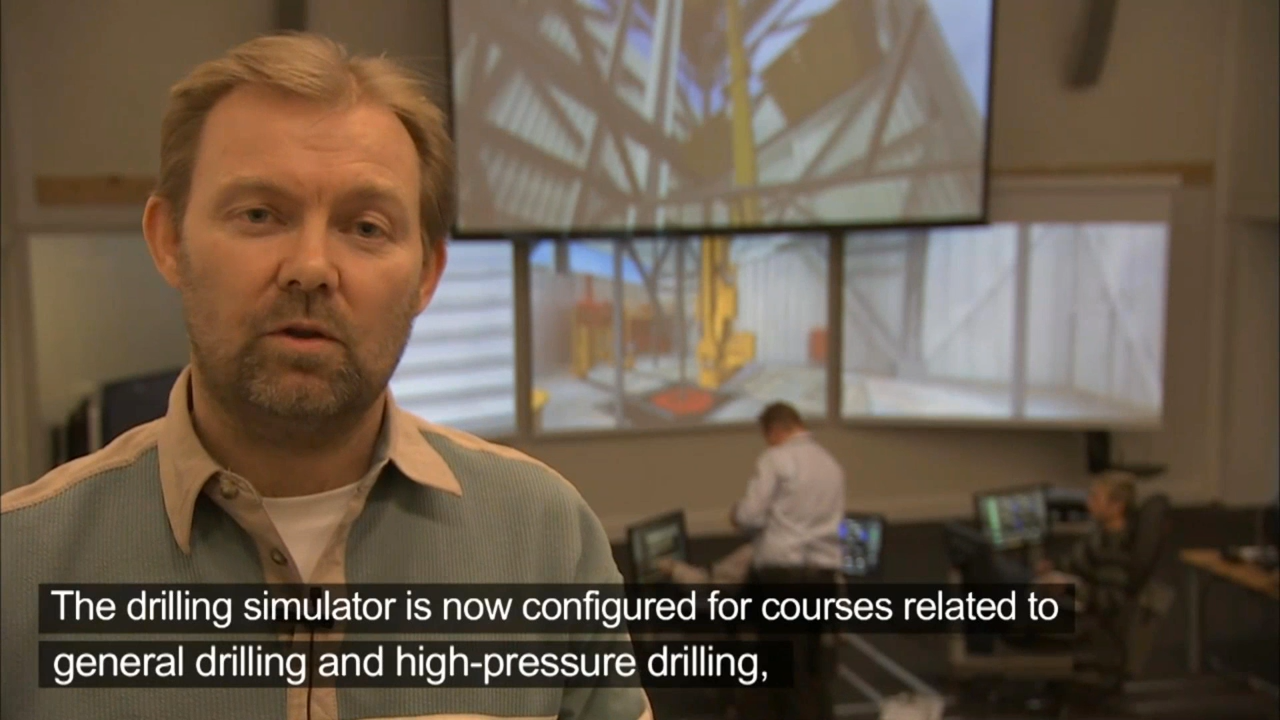 The drilling simulator is now configured for courses related to
general drilling and high-pressure drilling,